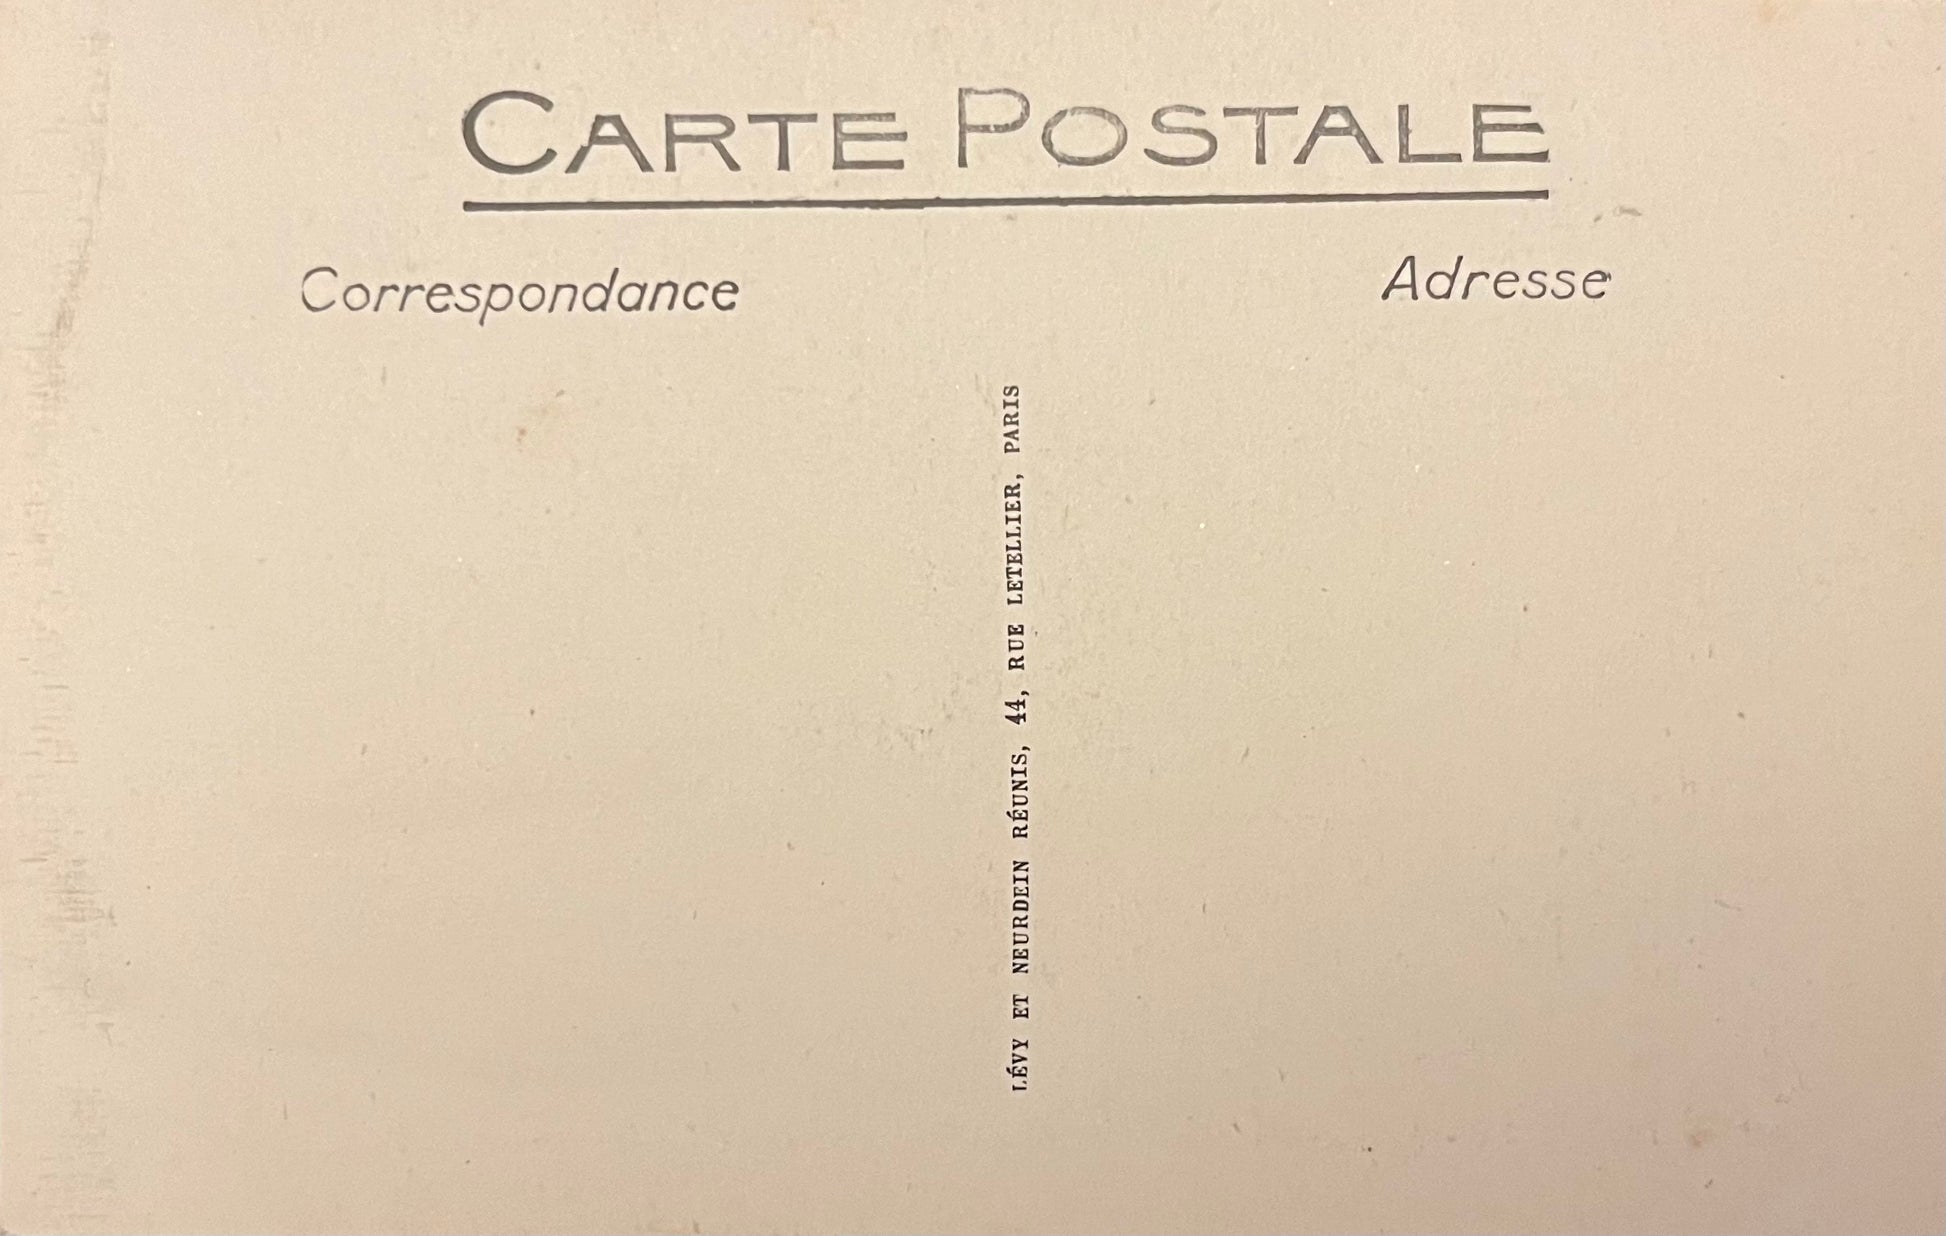 CARTE POSTALE
Correspondance
Adresse
LÉVY ET NEURDEIN RÉUNIS, 44, RUE LETELLIER, PARIS